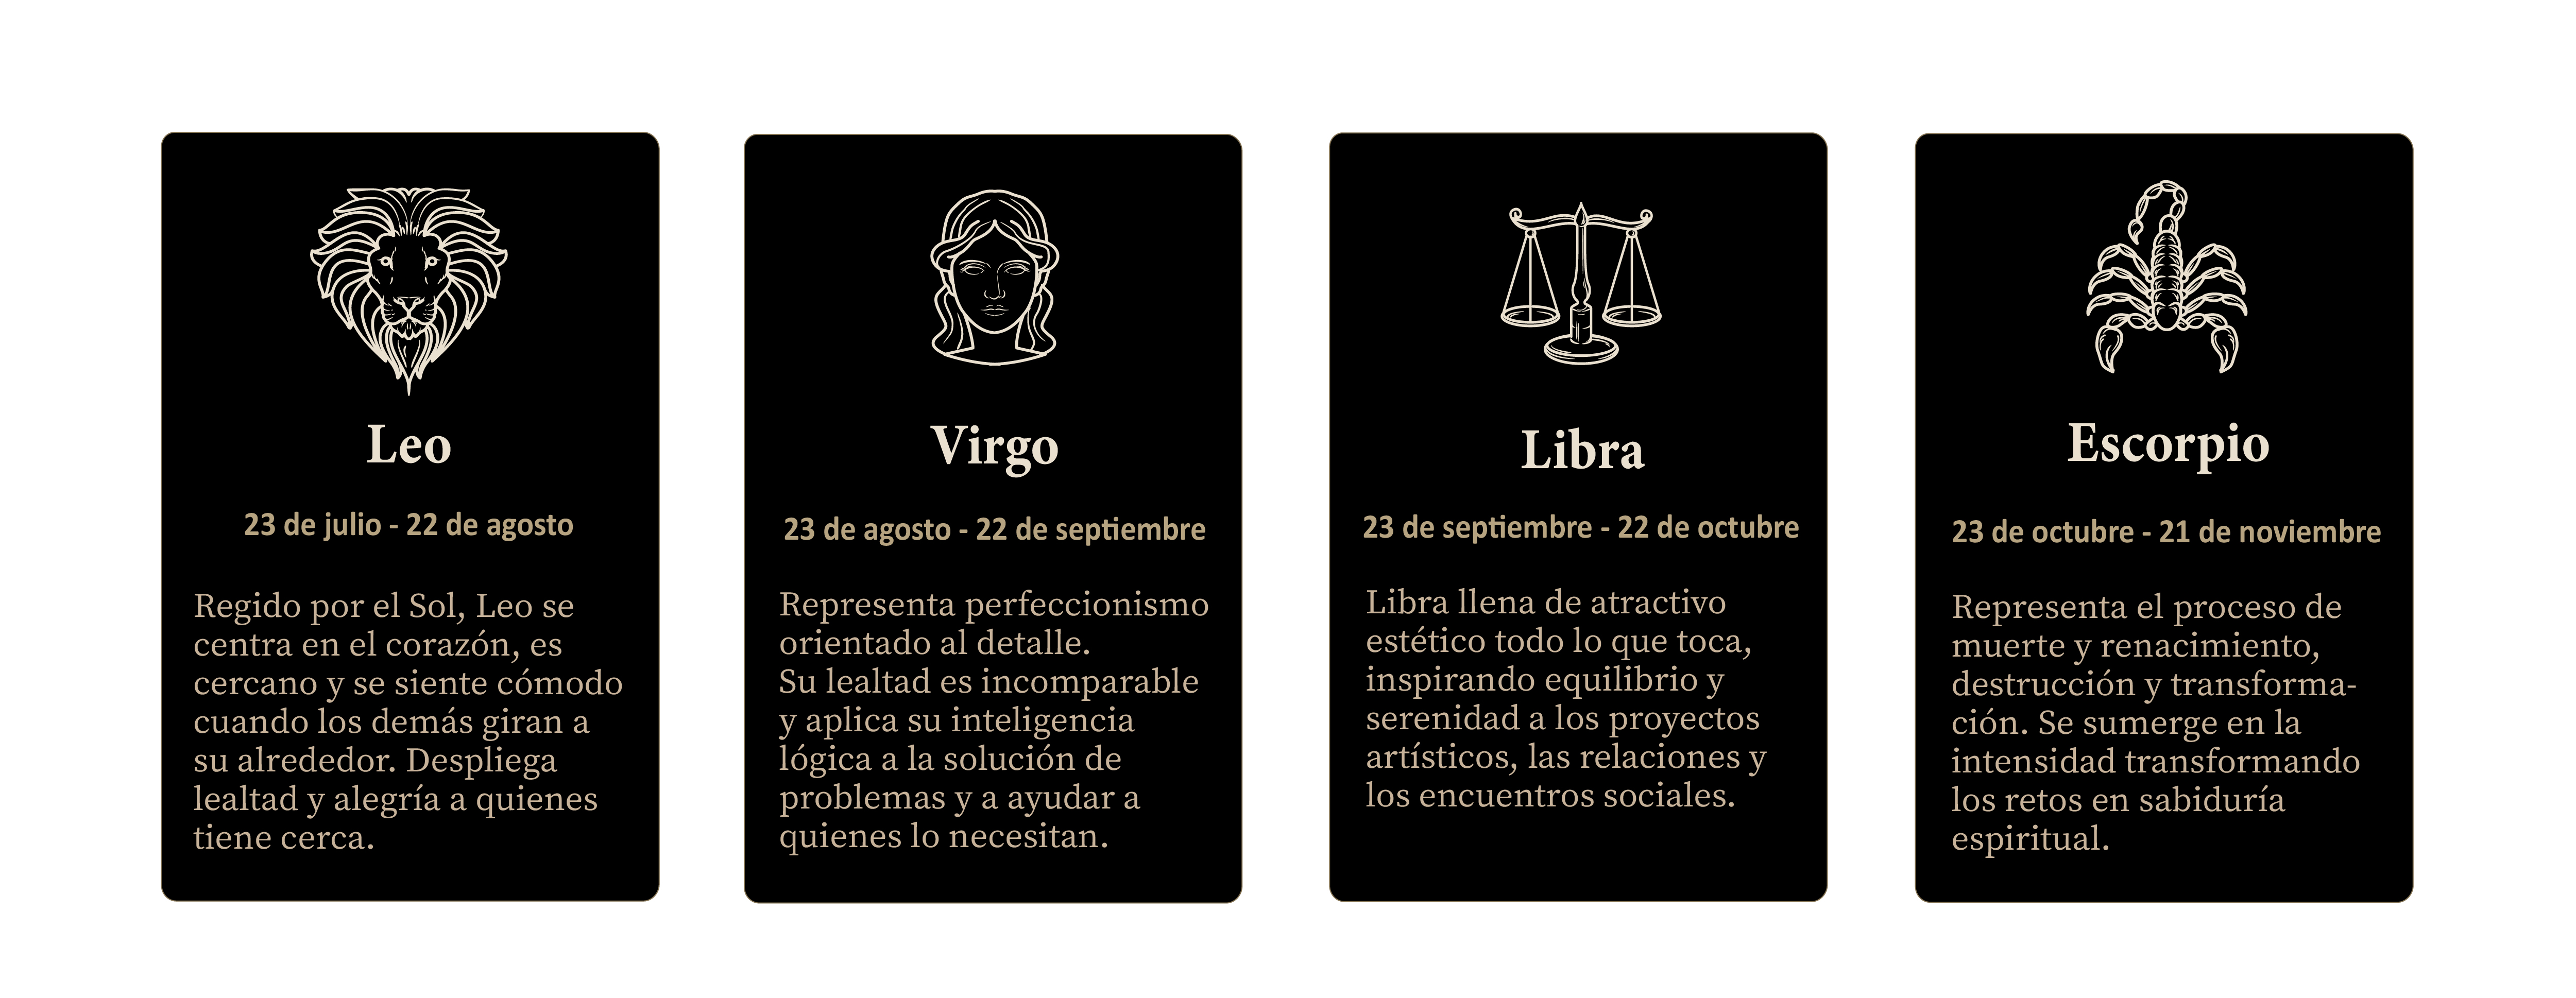 Leo
23 de julio - 22 de agosto
Regido por el Sol, Leo se
centra en el corazón, es
cercano y se siente cómodo
cuando los demás giran a
su alrededor. Despliega
lealtad y alegría a quienes
tiene cerca.
Virgo
23 de agosto - 22 de septiembre
Representa perfeccionismo
orientado al detalle.
Su lealtad es incomparable
y aplica su inteligencia
lógica a la solución de
problemas y a ayudar a
quienes lo necesitan.
Libra
23 de septiembre - 22 de octubre
Libra llena de atractivo
estético todo lo que toca,
inspirando equilibrio y
serenidad a los proyectos
artísticos, las relaciones y
los encuentros sociales.
Escorpio
23 de octubre - 21 de noviembre
Representa el proceso de
muerte y renacimiento,
destrucción y transforma-
ción. Se sumerge en la
intensidad transformando
los retos en sabiduría
espiritual.